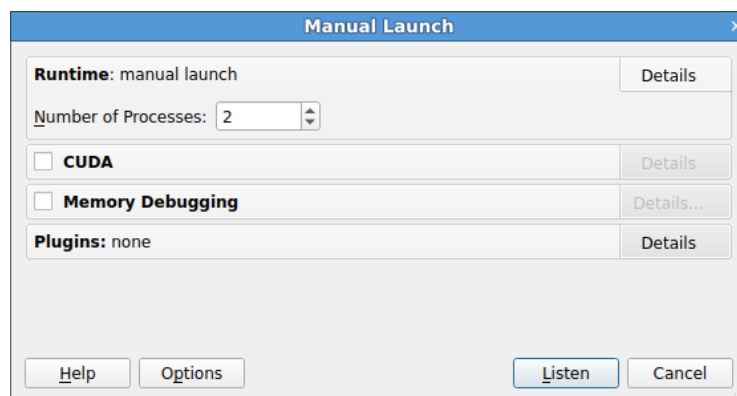 Manual Launch
Runtime: manual launch
Details
Number of Processes: 2
CUDA
Details
Memory Debugging
Details...
Plugins: none
Details
Help
Options
Listen
Cancel